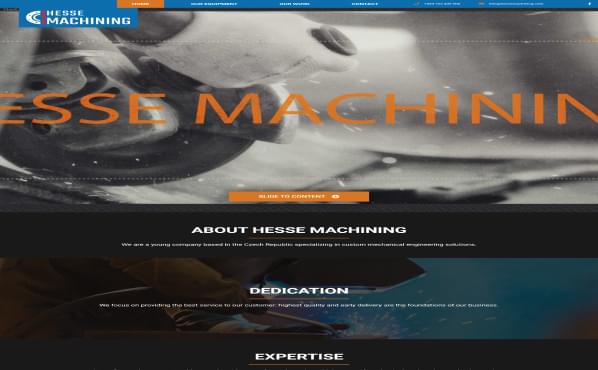 HESSE
MACHINING
HOME
OUR EQUIPMENT
OUR WORK
CONTACT
ESSE MACHININ
SLIDE TO CONTENT
ABOUT HESSE MACHINING
We are a young company based in the Czech Republic specializing in custom mechanical engineering solutions.
DEDICATION
We focus on providing the best service to our customer: highest quality and early delivery are the foundations of our business.
EXPERTISE